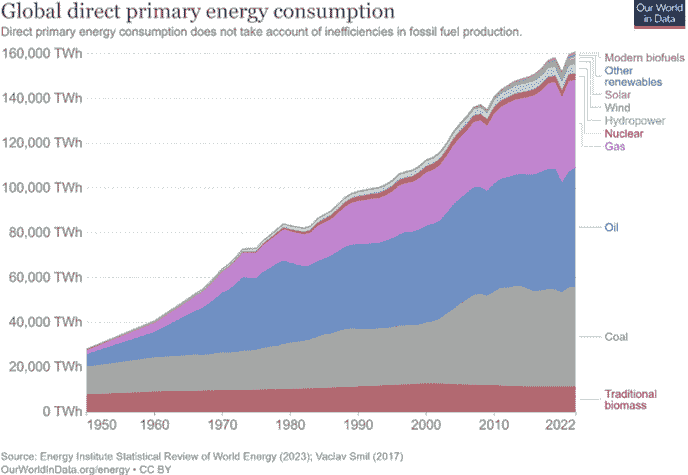 Global direct primary energy consumption
Our World
in Data
Direct primary energy consumption does not take account of inefficiencies in fossil fuel production.
160,000 TWh
140,000 TWh
120,000 TWh
100,000 TWh
80,000 TWh
60,000 TWh
40,000 TWh
20,000 TWh
0 TWh
Modern biofuels
Other
renewables
Solar
Wind
Hydropower
Nuclear
Gas
Oil
Coal
Traditional
biomass
1950 1960 1970 1980 1990 2000 2010 2022
Source: Energy Institute Statistical Review of World Energy (2023); Vaclav Smil (2017)
OurWorldInData.org/energy • CC BY